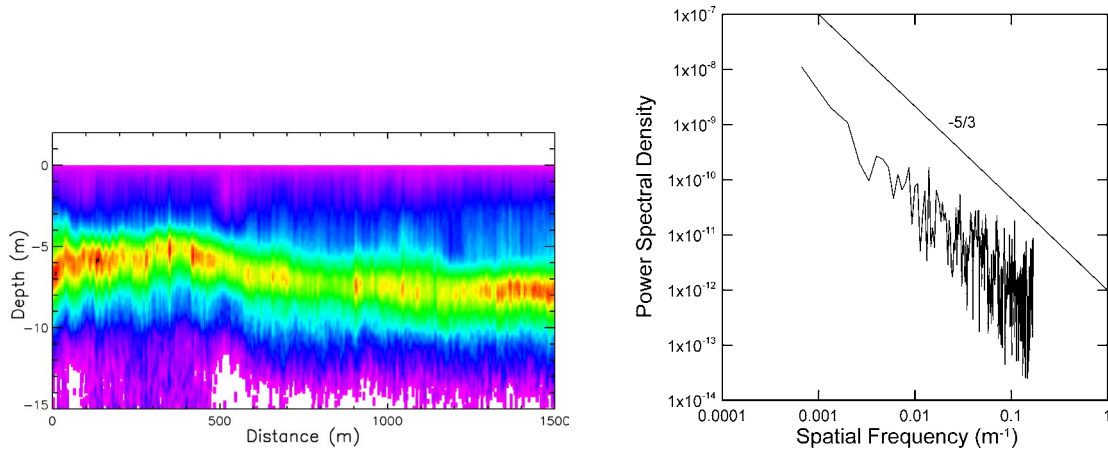 0
−5
−10
−15
Depth (m)
0
500
1000
1500
Distance (m)
1x10⁻⁷
1x10⁻⁸
1x10⁻⁹
1x10⁻¹⁰
1x10⁻¹¹
1x10⁻¹²
1x10⁻¹³
1x10⁻¹⁴
Power Spectral Density
-5/3
0.0001
0.001
0.01
0.1
1
Spatial Frequency (m⁻¹)